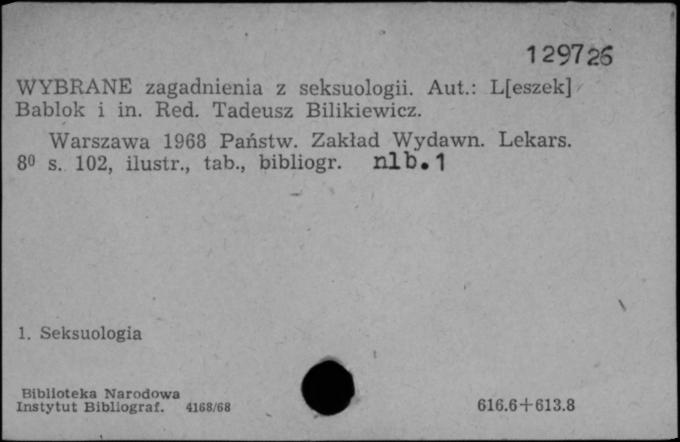 129726
WYBRANE zagadnienia z seksuologii. Aut.: L[eszek]
Bablok i in. Red. Tadeusz Bilikiewicz.
Warszawa 1968 Państw. Zakład Wydawn. Lekars.
8⁰ s. 102, ilustr., tab., bibliogr. nlb.1
1. Seksuologia
Biblioteka Narodowa
Instytut Bibliograf. 4168/68
616.6+613.8